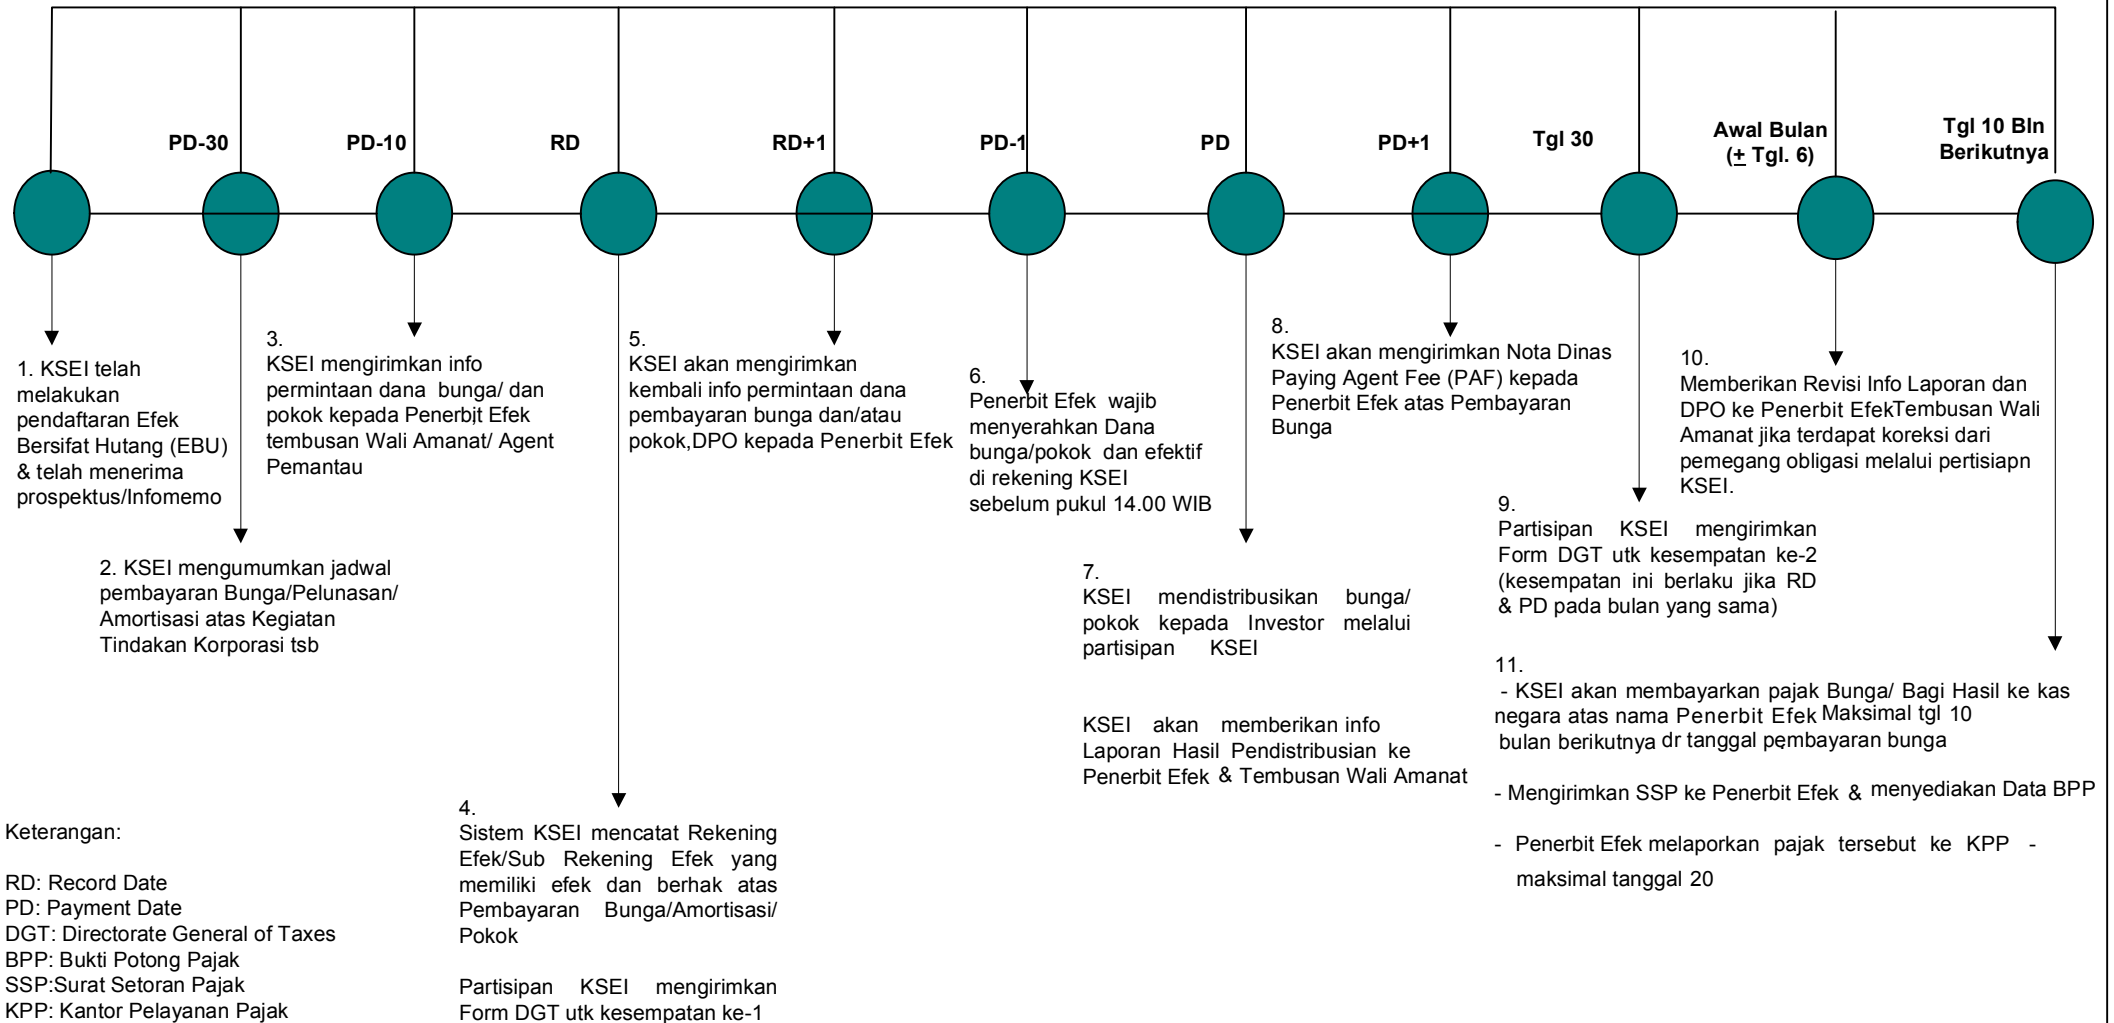 PD-30
PD-10
RD
RD+1
PD-1
PD
PD+1
Tgl 30
Awal Bulan
(+ Tgl. 6)
Tgl 10 Bln
Berikutnya
1. KSEI telah
melakukan
pendaftaran Efek
Bersifat Hutang (EBU)
& telah menerima
prospektus/Infomemo
2. KSEI mengumumkan jadwal
pembayaran Bunga/Pelunasan/
Amortisasi atas Kegiatan
Tindakan Korporasi tsb
3.
KSEI mengirimkan info
permintaan dana bunga/ dan
pokok kepada Penerbit Efek
tembusan Wali Amanat/ Agent
Pemantau
4.
Sistem KSEI mencatat Rekening
Efek/Sub Rekening Efek yang
memiliki efek dan berhak atas
Pembayaran Bunga/Amortisasi/
Pokok
Partisipan KSEI mengirimkan
Form DGT utk kesempatan ke-1
5.
KSEI akan mengirimkan
kembali info permintaan dana
pembayaran bunga dan/atau
pokok,DPO kepada Penerbit Efek
6.
Penerbit Efek wajib
menyerahkan Dana
bunga/pokok dan efektif
di rekening KSEI
sebelum pukul 14.00 WIB
7.
KSEI mendistribusikan bunga/
pokok kepada Investor melalui
partisipan KSEI
KSEI akan memberikan info
Laporan Hasil Pendistribusian ke
Penerbit Efek & Tembusan Wali Amanat
8.
KSEI akan mengirimkan Nota Dinas
Paying Agent Fee (PAF) kepada
Penerbit Efek atas Pembayaran
Bunga
9.
Partisipan KSEI mengirimkan
Form DGT utk kesempatan ke-2
(kesempatan ini berlaku jika RD
& PD pada bulan yang sama)
10.
Memberikan Revisi Info Laporan dan
DPO ke Penerbit EfekTembusan Wali
Amanat jika terdapat koreksi dari
pemegang obligasi melalui pertisiapn
KSEI.
11.
- KSEI akan membayarkan pajak Bunga/ Bagi Hasil ke kas
negara atas nama Penerbit Efek Maksimal tgl 10
bulan berikutnya dr tanggal pembayaran bunga
- Mengirimkan SSP ke Penerbit Efek & menyediakan Data BPP
- Penerbit Efek melaporkan pajak tersebut ke KPP -
maksimal tanggal 20
Keterangan:
RD: Record Date
PD: Payment Date
DGT: Directorate General of Taxes
BPP: Bukti Potong Pajak
SSP:Surat Setoran Pajak
KPP: Kantor Pelayanan Pajak